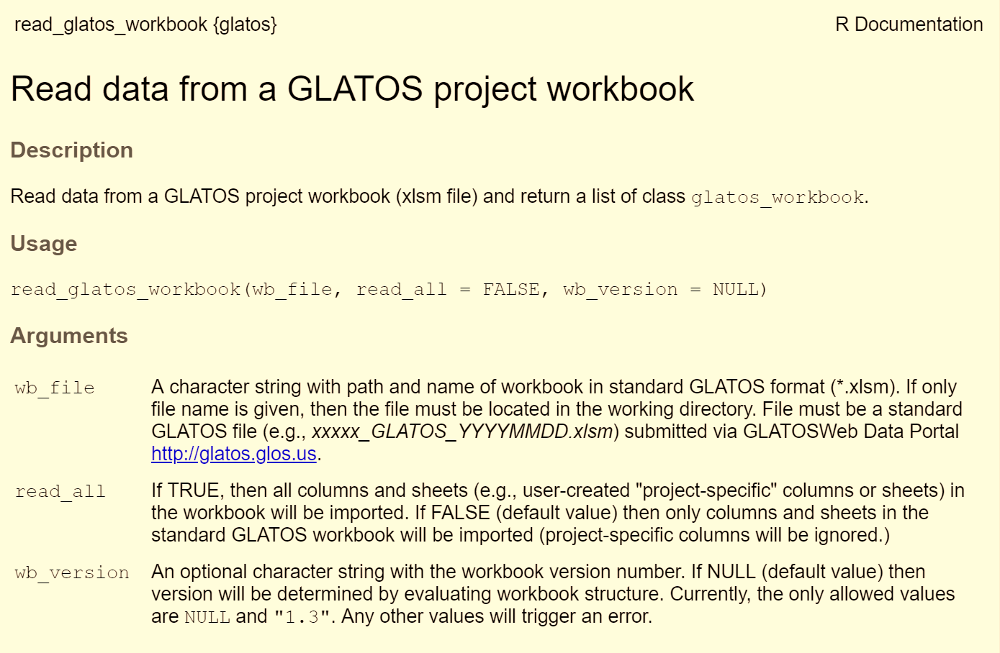 read_glatos_workbook {glatos}
R Documentation
Read data from a GLATOS project workbook
Description
Read data from a GLATOS project workbook (xlsm file) and return a list of class glatos_workbook.
Usage
read_glatos_workbook(wb_file, read_all = FALSE, wb_version = NULL)
Arguments
wb_file
A character string with path and name of workbook in standard GLATOS format (*.xlsm). If only
file name is given, then the file must be located in the working directory. File must be a standard
GLATOS file (e.g., xxxxx_GLATOS_YYYYMMDD.xlsm) submitted via GLATOSWeb Data Portal
http://glatos.glos.us.
read_all
If TRUE, then all columns and sheets (e.g., user-created "project-specific" columns or sheets) in
the workbook will be imported. If FALSE (default value) then only columns and sheets in the
standard GLATOS workbook will be imported (project-specific columns will be ignored.)
wb_version
An optional character string with the workbook version number. If NULL (default value) then
version will be determined by evaluating workbook structure. Currently, the only allowed values
are NULL and "1.3". Any other values will trigger an error.